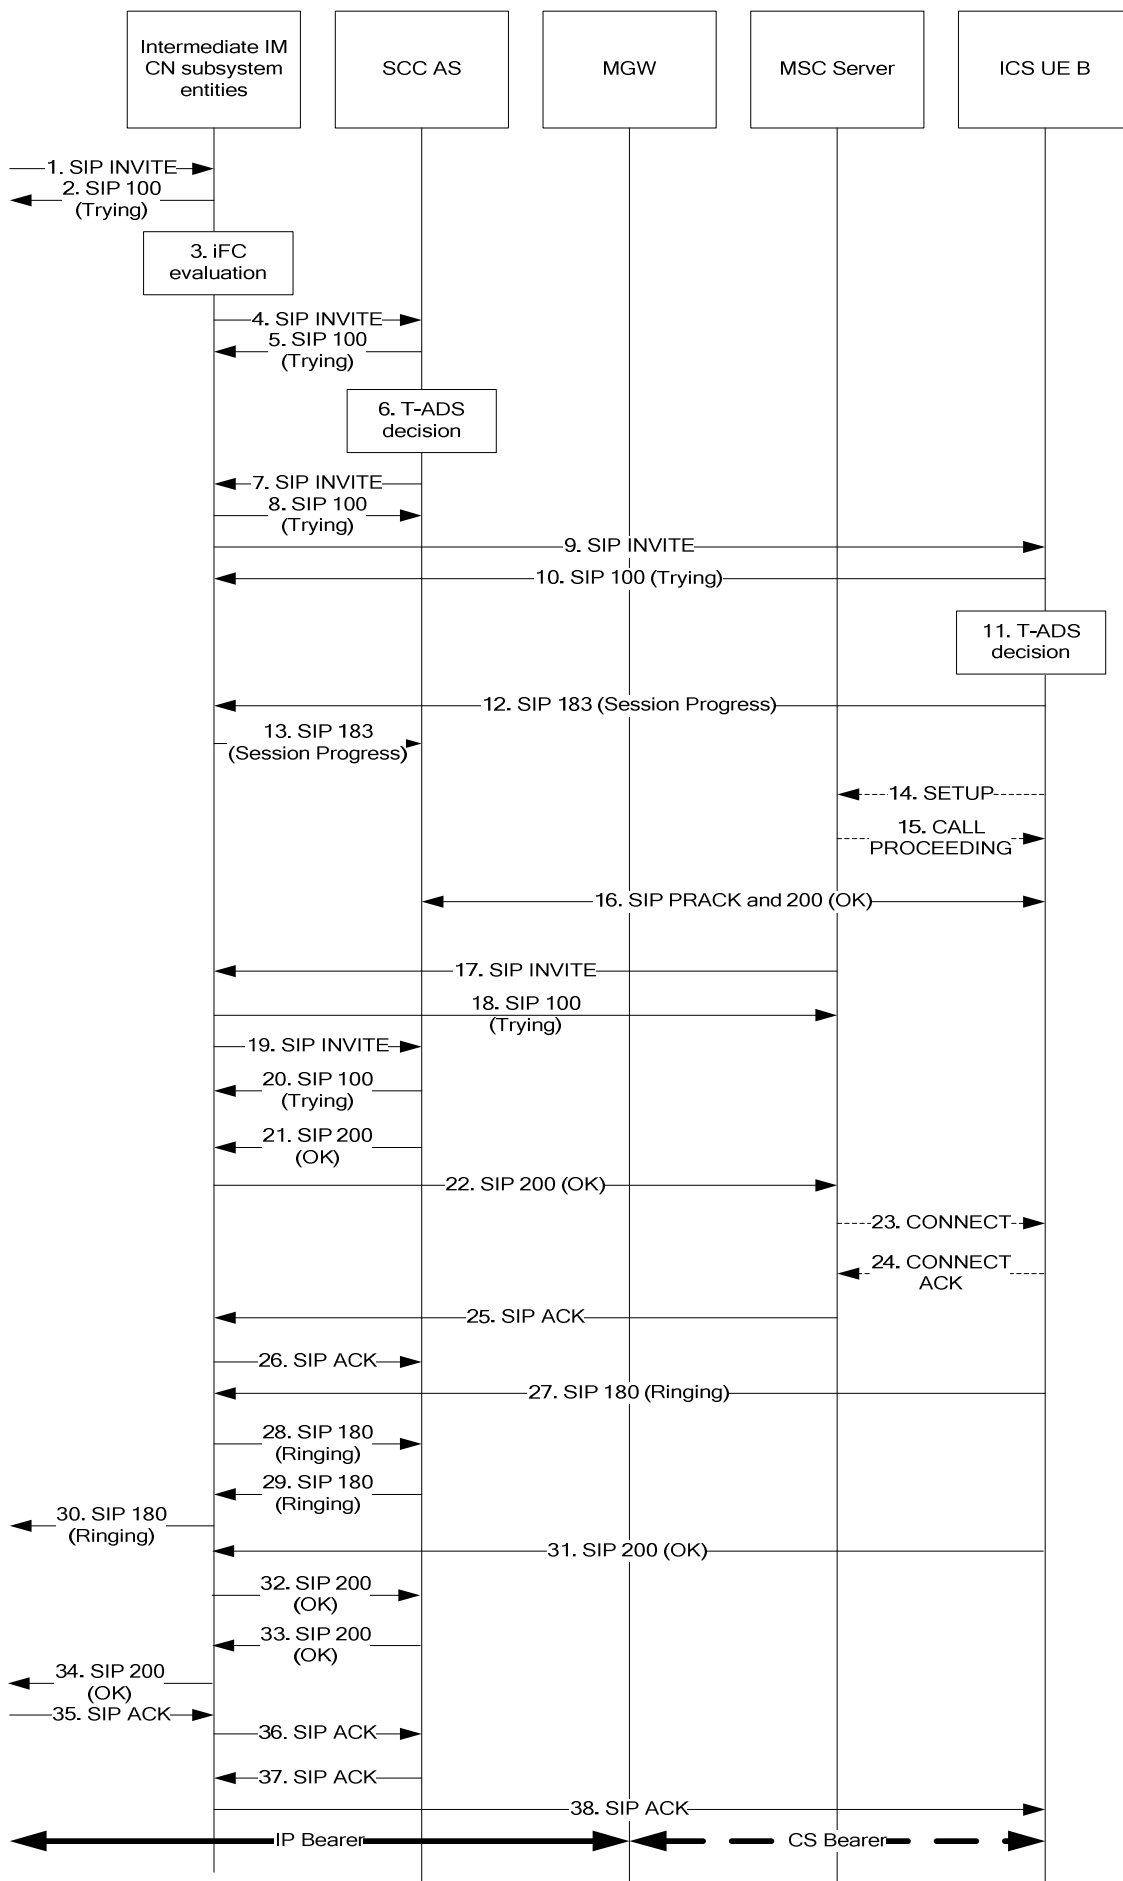 Intermediate IM
CN subsystem
entities
SCC AS
MGW
MSC Server
ICS UE B
1. SIP INVITE
2. SIP 100
(Trying)
3. iFC
evaluation
4. SIP INVITE
5. SIP 100
(Trying)
6. T-ADS
decision
7. SIP INVITE
8. SIP 100
(Trying)
9. SIP INVITE
10. SIP 100 (Trying)
11. T-ADS
decision
12. SIP 183 (Session Progress)
13. SIP 183
(Session Progress)
14. SETUP
15. CALL
PROCEEDING
16. SIP PRACK and 200 (OK)
17. SIP INVITE
18. SIP 100
(Trying)
19. SIP INVITE
20. SIP 100
(Trying)
21. SIP 200
(OK)
22. SIP 200 (OK)
23. CONNECT
24. CONNECT
ACK
25. SIP ACK
26. SIP ACK
27. SIP 180 (Ringing)
28. SIP 180
(Ringing)
29. SIP 180
(Ringing)
30. SIP 180
(Ringing)
31. SIP 200 (OK)
32. SIP 200
(OK)
33. SIP 200
(OK)
34. SIP 200
(OK)
35. SIP ACK
36. SIP ACK
37. SIP ACK
38. SIP ACK
IP Bearer
CS Bearer